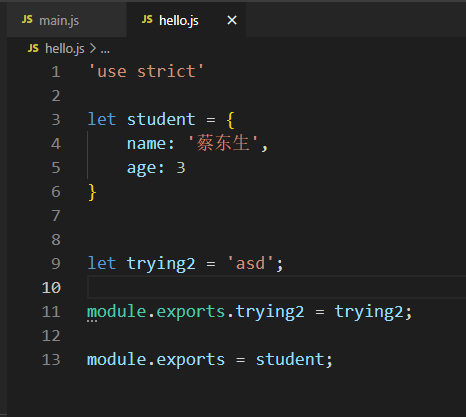 JS main.js JS hello.js ×
JS hello.js > ...
1 'use strict'
2
3 let student = {
4 name: '蔡东生',
5 age: 3
6 }
7
8
9 let trying2 = 'asd';
10
11 module.exports.trying2 = trying2;
12
13 module.exports = student;